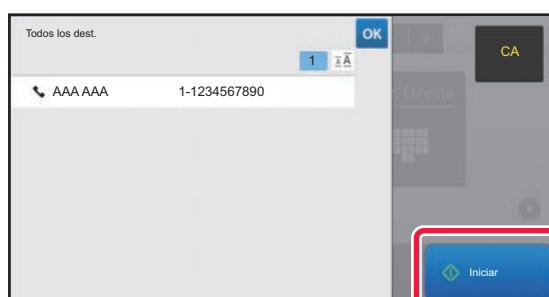 Todos los dest.
OK
CA
1
AAA AAA 1-1234567890
Directa
Iniciar